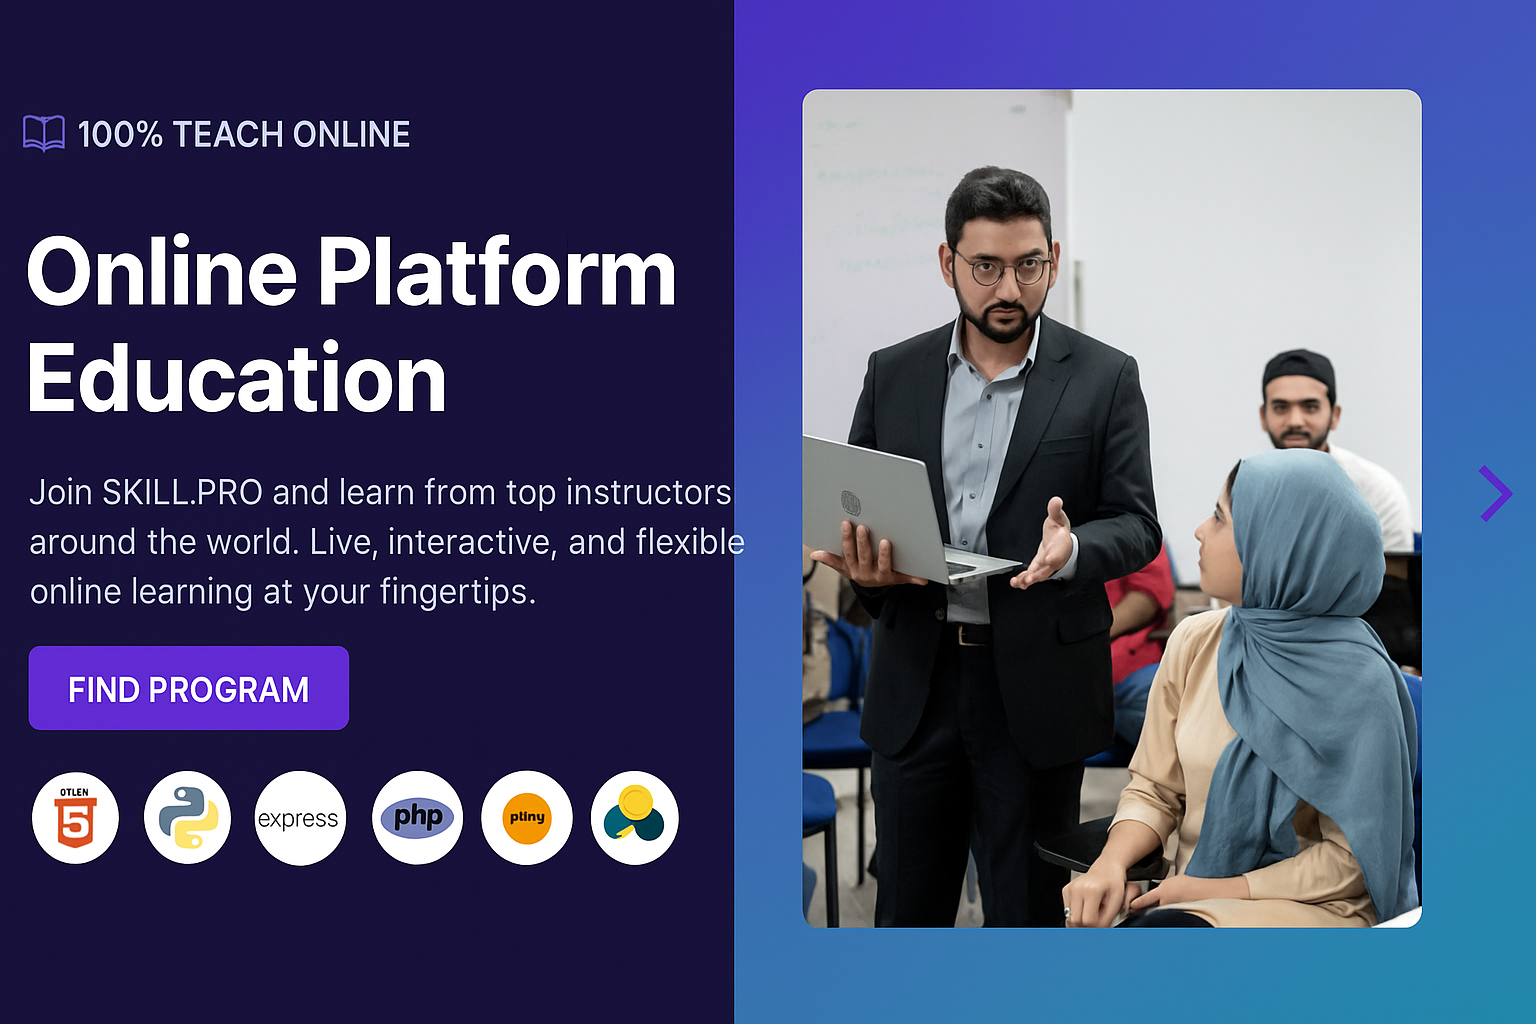 100% TEACH ONLINE
Online Platform
Education
Join SKILL.PRO and learn from top instructors
around the world. Live, interactive, and flexible
online learning at your fingertips.
FIND PROGRAM
OTLEN
5
express
php
ptiny